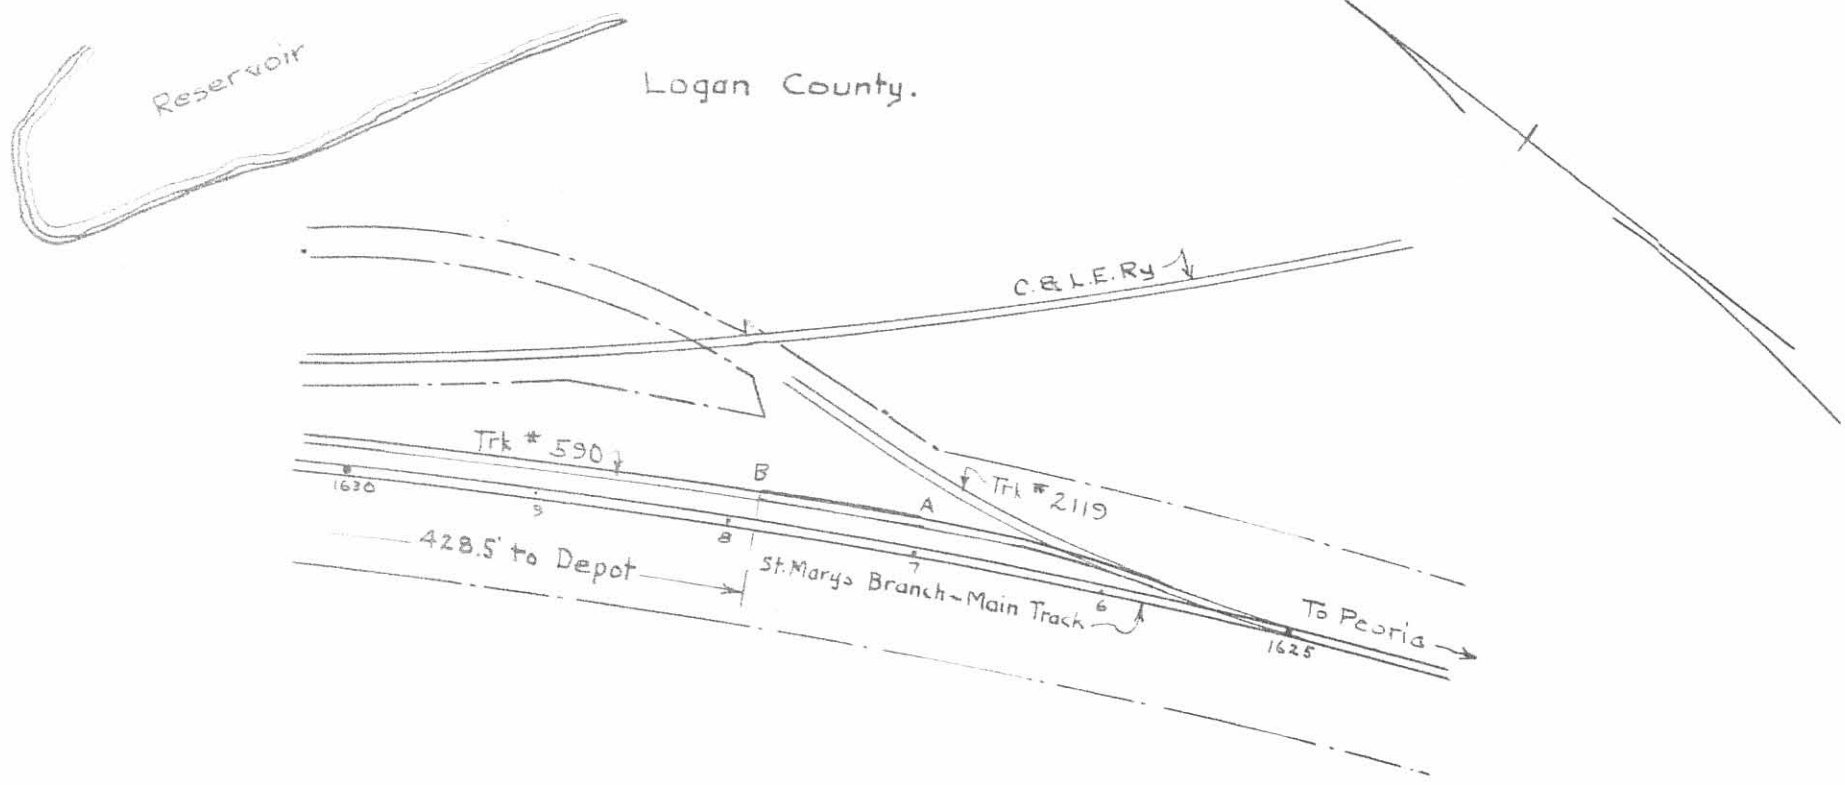 Reservoir
Logan County.
C. & L.E. Ry
Trk # 590
B
A
Trk # 2119
1630
9
8
7
6
1625
428.5' to Depot
St. Marys Branch - Main Track
To Peoria